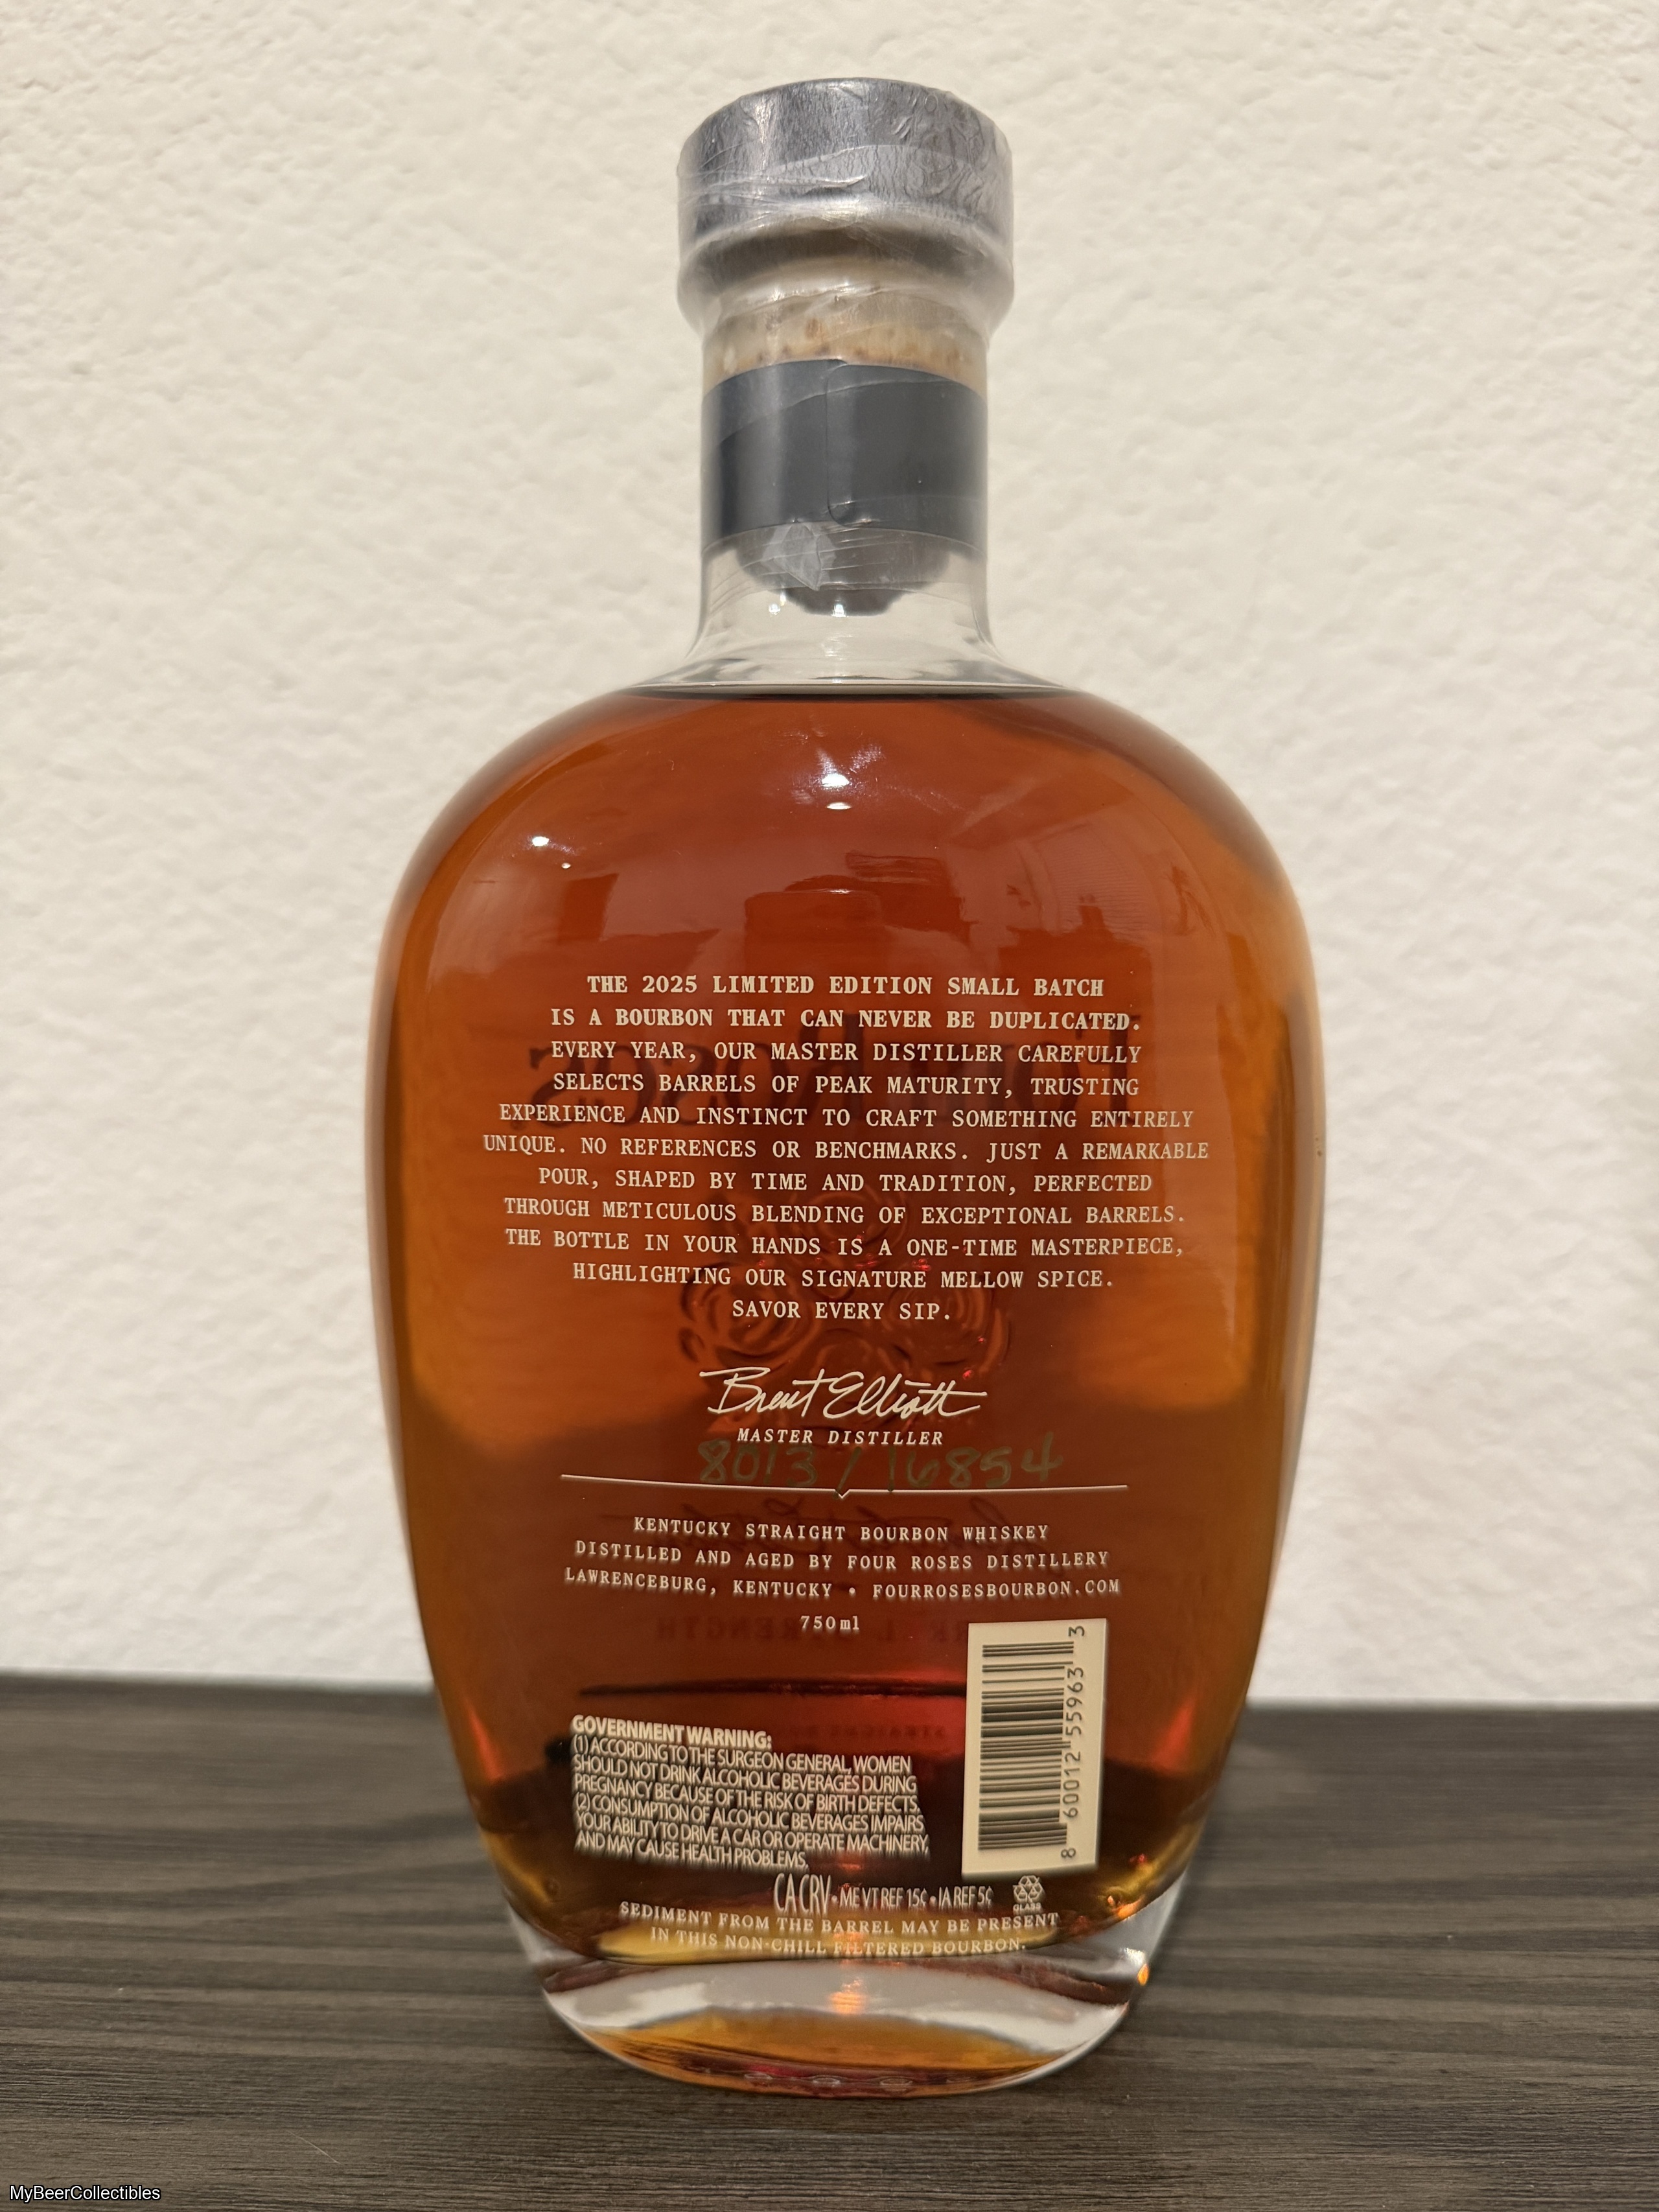 THE 2025 LIMITED EDITION SMALL BATCH
IS A BOURBON THAT CAN NEVER BE DUPLICATED.
EVERY YEAR, OUR MASTER DISTILLER CAREFULLY
SELECTS BARRELS OF PEAK MATURITY, TRUSTING
EXPERIENCE AND INSTINCT TO CRAFT SOMETHING ENTIRELY
UNIQUE. NO REFERENCES OR BENCHMARKS. JUST A REMARKABLE
POUR, SHAPED BY TIME AND TRADITION, PERFECTED
THROUGH METICULOUS BLENDING OF EXCEPTIONAL BARRELS.
THE BOTTLE IN YOUR HANDS IS A ONE-TIME MASTERPIECE,
HIGHLIGHTING OUR SIGNATURE MELLOW SPICE.
SAVOR EVERY SIP.
Brent Elliott
MASTER DISTILLER
8013/16854
KENTUCKY STRAIGHT BOURBON WHISKEY
DISTILLED AND AGED BY FOUR ROSES DISTILLERY
LAWRENCEBURG, KENTUCKY • FOURROSESBOURBON.COM
750ml
GOVERNMENT WARNING:
(1) ACCORDING TO THE SURGEON GENERAL, WOMEN
SHOULD NOT DRINK ALCOHOLIC BEVERAGES DURING
PREGNANCY BECAUSE OF THE RISK OF BIRTH DEFECTS.
(2) CONSUMPTION OF ALCOHOLIC BEVERAGES IMPAIRS
YOUR ABILITY TO DRIVE A CAR OR OPERATE MACHINERY,
AND MAY CAUSE HEALTH PROBLEMS.
8 60012 55963 3
CA CRV • ME VT REF 15¢ • IA REF 5¢
GLASS
SEDIMENT FROM THE BARREL MAY BE PRESENT
IN THIS NON-CHILL FILTERED BOURBON.
MyBeerCollectibles